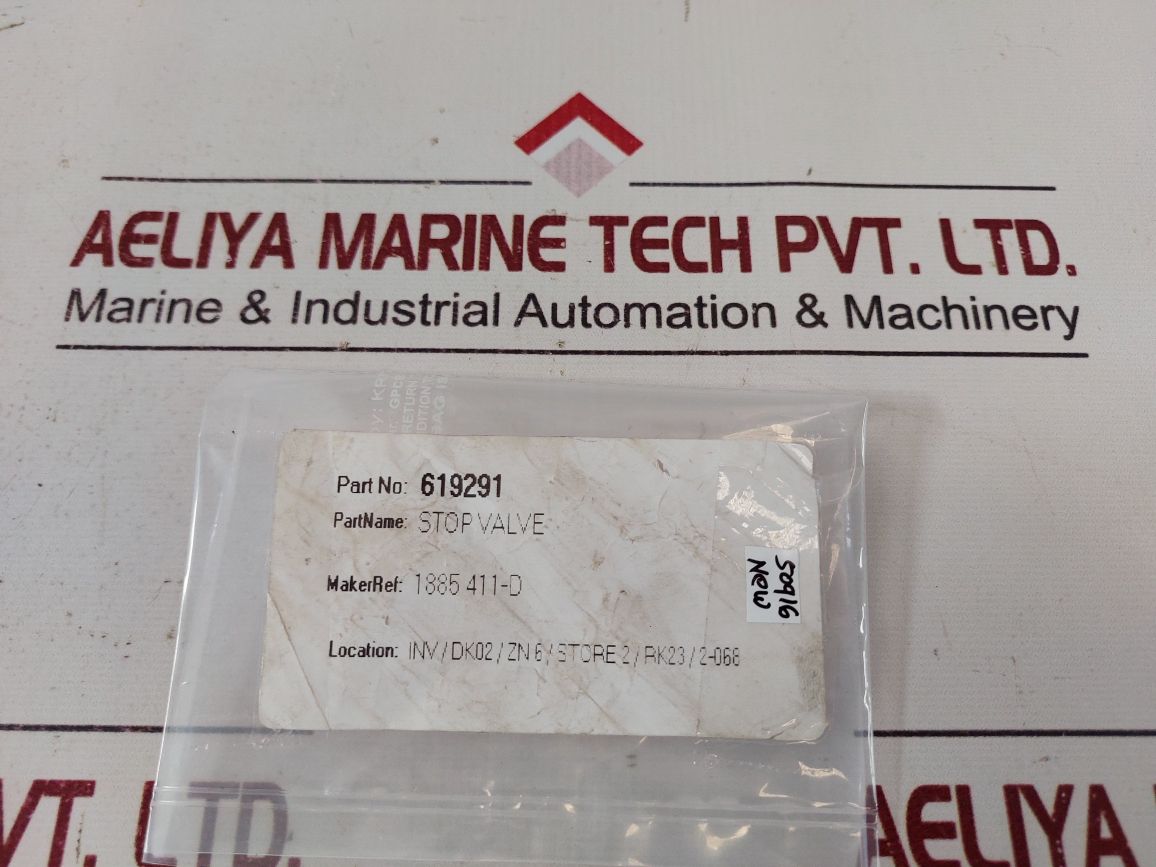 AELIYA MARINE TECH PVT. LTD.
Marine & Industrial Automation & Machinery
RETURN
Part No: 619291
PartName: STOP VALVE
MakerRef: 1885 411-D
Location: INV / DK02 / ZN 6 / STORE 2 / RK23 / 2-068
New
VT. LTD.
AELIYA